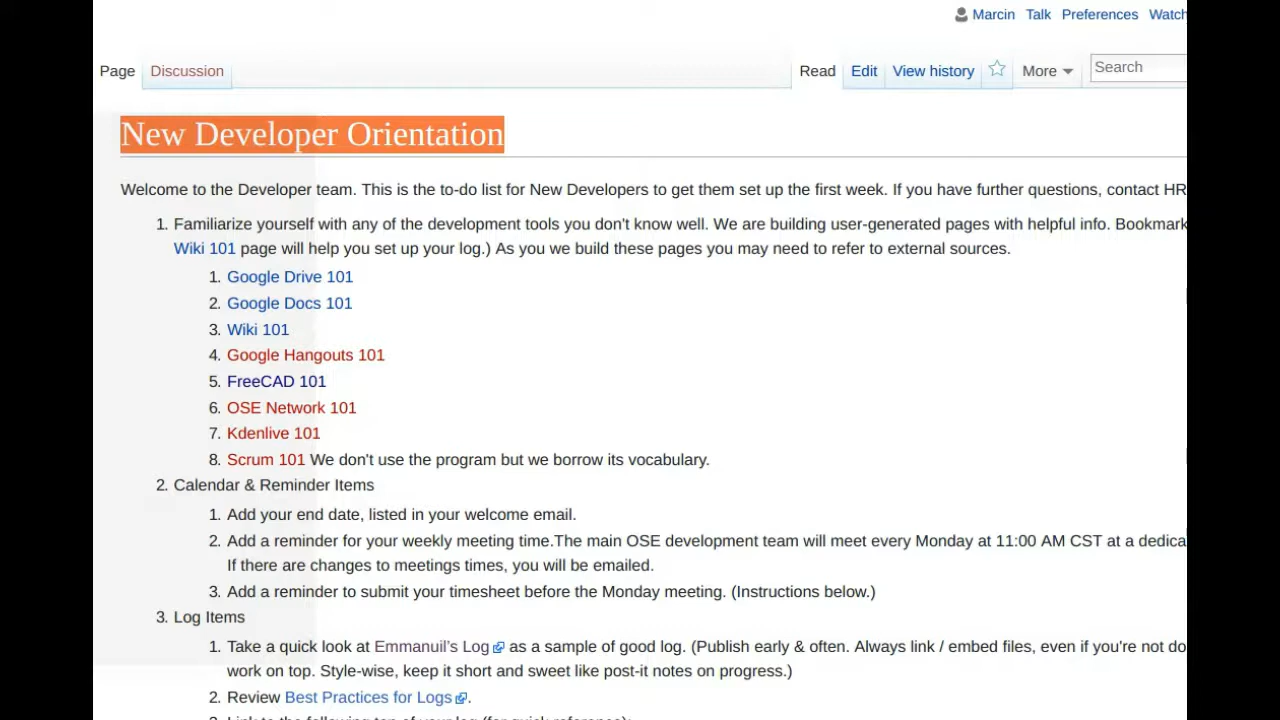 Marcin Talk Preferences Watch
Page Discussion Read Edit View history More Search
New Developer Orientation
Welcome to the Developer team. This is the to-do list for New Developers to get them set up the first week. If you have further questions, contact HR
1. Familiarize yourself with any of the development tools you don't know well. We are building user-generated pages with helpful info. Bookmark
Wiki 101 page will help you set up your log.) As you we build these pages you may need to refer to external sources.
1. Google Drive 101
2. Google Docs 101
3. Wiki 101
4. Google Hangouts 101
5. FreeCAD 101
6. OSE Network 101
7. Kdenlive 101
8. Scrum 101 We don't use the program but we borrow its vocabulary.
2. Calendar & Reminder Items
1. Add your end date, listed in your welcome email.
2. Add a reminder for your weekly meeting time.The main OSE development team will meet every Monday at 11:00 AM CST at a dedica
If there are changes to meetings times, you will be emailed.
3. Add a reminder to submit your timesheet before the Monday meeting. (Instructions below.)
3. Log Items
1. Take a quick look at Emmanuil's Log as a sample of good log. (Publish early & often. Always link / embed files, even if you're not do
work on top. Style-wise, keep it short and sweet like post-it notes on progress.)
2. Review Best Practices for Logs.
3. Link to the following top of your log (for quick reference):